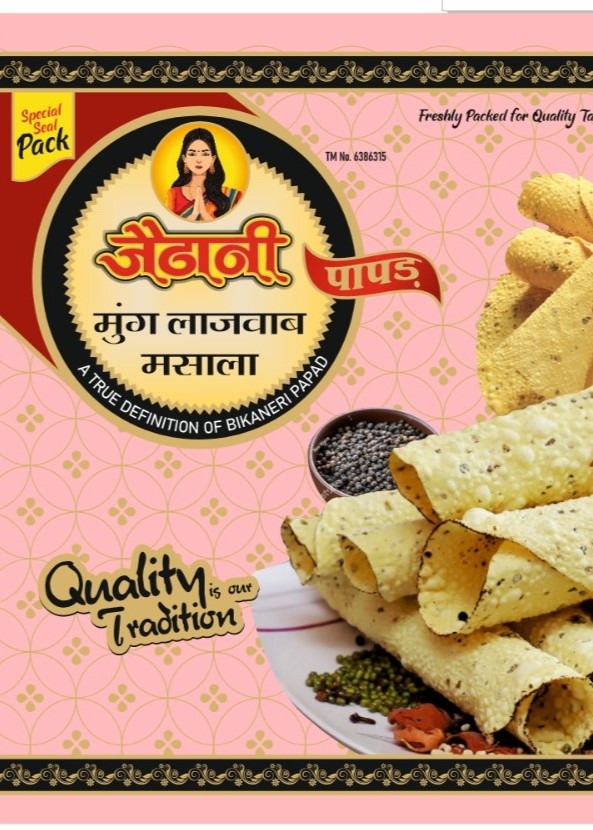 Special
Seal
Pack
Freshly Packed for Quality Ta
TM No. 6386315
जैठानी
पापड़
मुंग लाजवाब
मसाला
A TRUE DEFINITION OF BIKANERI PAPAD
Quality is our
Tradition